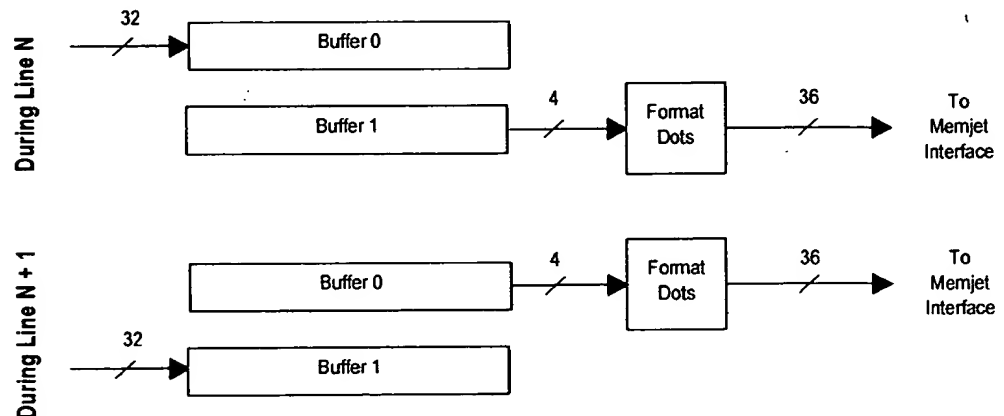 During Line N
32
Buffer 0
Buffer 1
4
Format
Dots
36
To
Memjet
Interface
During Line N + 1
Buffer 0
4
Format
Dots
36
To
Memjet
Interface
32
Buffer 1